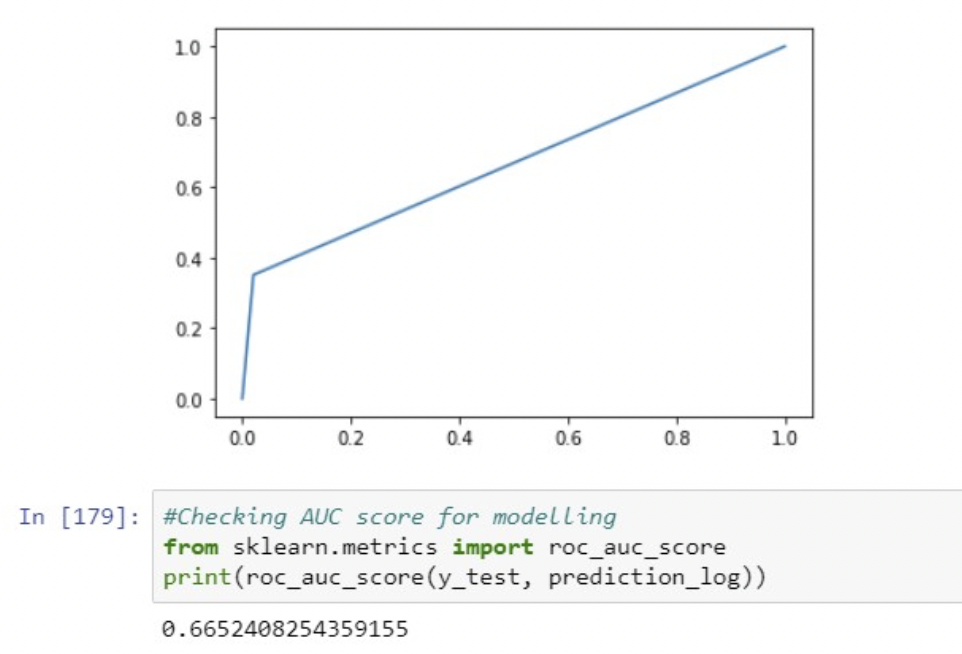 1.0
0.8
0.6
0.4
0.2
0.0
0.0 0.2 0.4 0.6 0.8 1.0
In [179]: #Checking AUC score for modelling
from sklearn.metrics import roc_auc_score
print(roc_auc_score(y_test, prediction_log))
0.6652408254359155